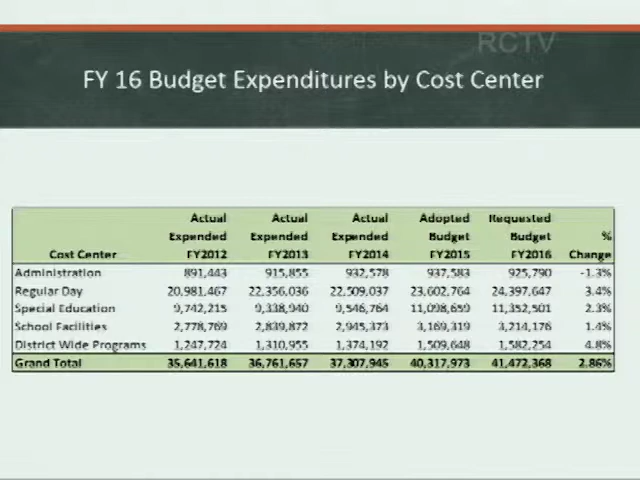 RCTV
FY 16 Budget Expenditures by Cost Center
Actual Actual Actual Adopted Requested
Expended Expended Expended Budget Budget %
Cost Center FY2012 FY2013 FY2014 FY2015 FY2016 Change
Administration 891,443 915,855 932,578 937,583 925,790 -1.3%
Regular Day 20,981,467 22,356,036 22,509,037 23,602,764 24,397,647 3.4%
Special Education 9,742,215 9,338,940 9,546,764 11,098,659 11,352,501 2.3%
School Facilities 2,778,769 2,839,872 2,945,373 3,169,319 3,214,176 1.4%
District Wide Programs 1,247,724 1,310,955 1,374,192 1,509,648 1,582,254 4.8%
Grand Total 35,641,618 36,761,657 37,307,945 40,317,973 41,472,368 2.86%